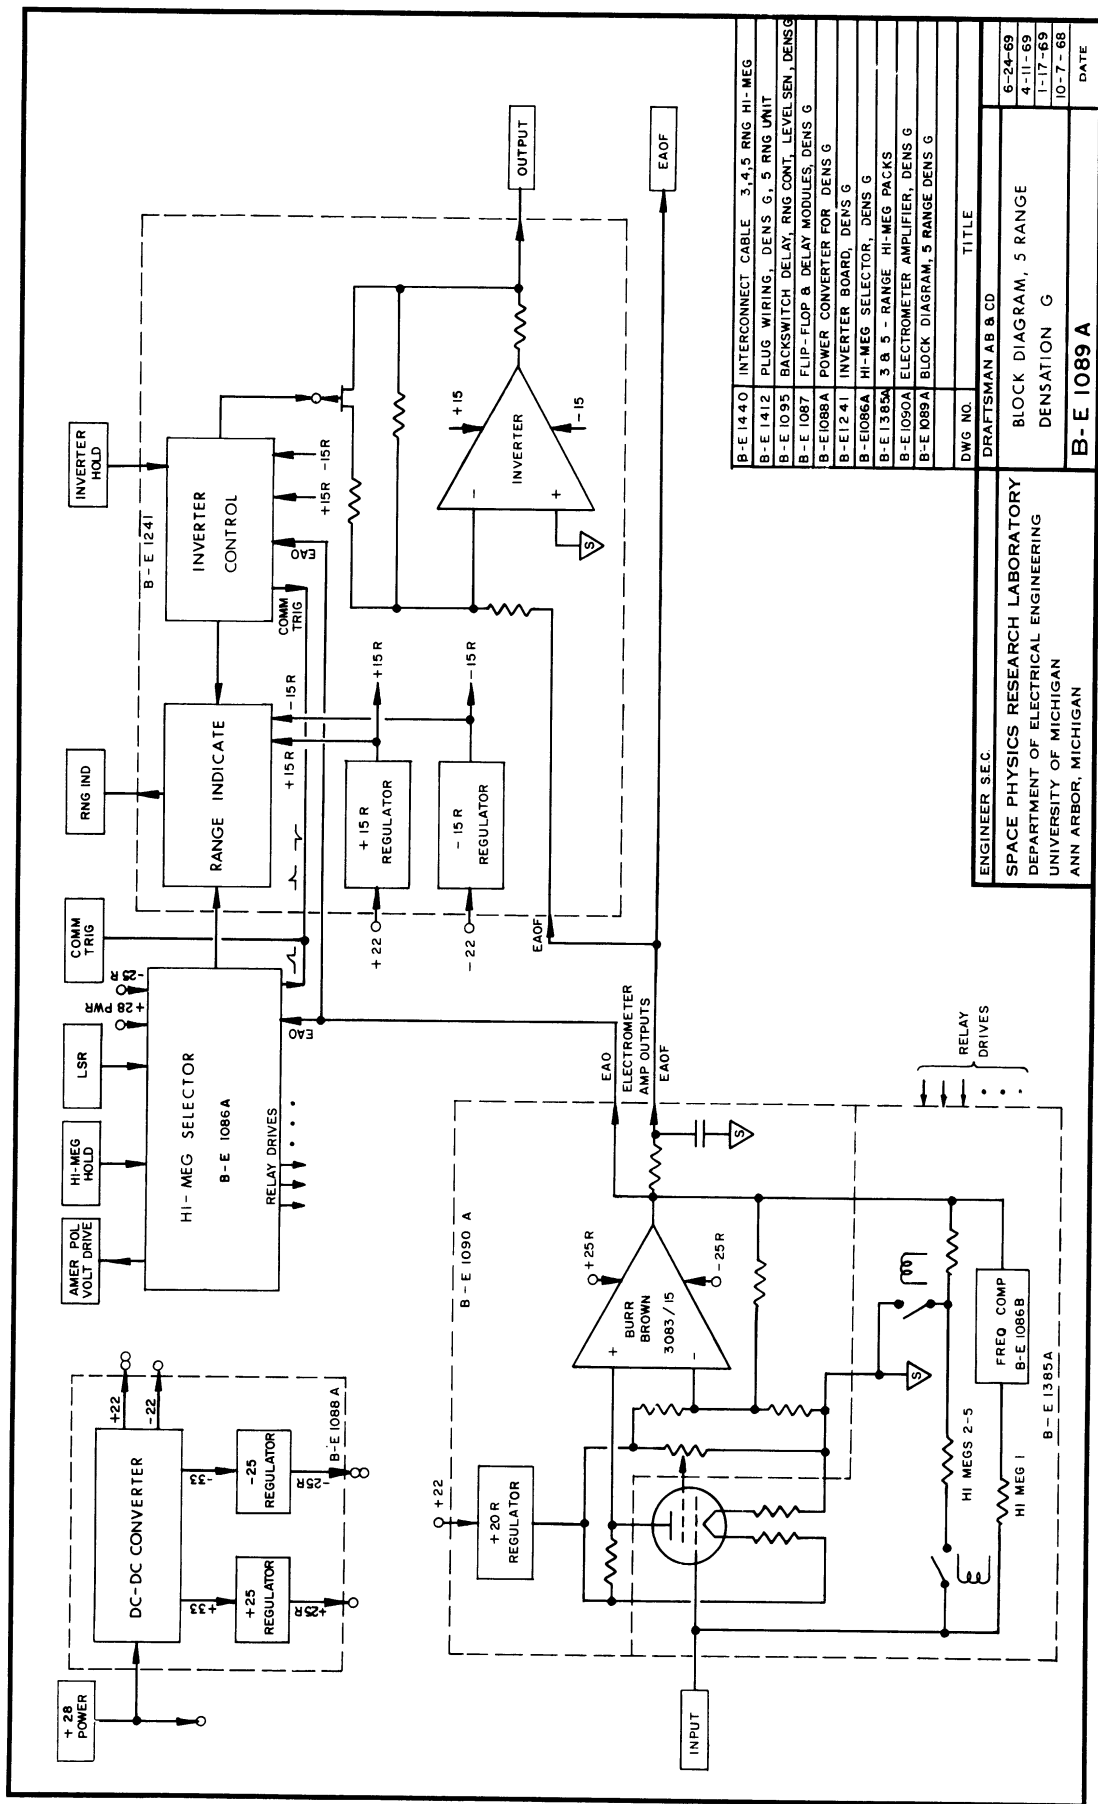 + 28
POWER
DC-DC CONVERTER
+22
-22
+33
-33
+25
REGULATOR
-25
REGULATOR
+25R
-25R
B-E 1088 A
AMER POL
VOLT DRIVE
HI-MEG
HOLD
LSR
+28 PWR
-25 R
COMM
TRIG
HI-MEG SELECTOR
B-E 1086A
RELAY DRIVES
EAO
RNG IND
INVERTER
HOLD
B-E 1241
RANGE INDICATE
INVERTER
CONTROL
COMM
TRIG
EAO
+15R
-15R
+15 R
-15R
+ 15 R
REGULATOR
- 15 R
REGULATOR
+15 R
-15 R
+ 22
- 22
EAOF
INVERTER
-
+
+ 15
- 15
S
OUTPUT
EAOF
INPUT
B-E 1090 A
+22
+20 R
REGULATOR
BURR
BROWN
3083 / 15
+
-
+25 R
-25 R
S
EAO
ELECTROMETER
AMP OUTPUTS
EAOF
S
HI MEGS 2-5
HI MEG 1
FREQ COMP
B-E 1086B
B-E 1385A
RELAY
DRIVES
B-E 1440 INTERCONNECT CABLE 3,4,5 RNG HI-MEG
B-E 1412 PLUG WIRING, DENS G, 5 RNG UNIT
B-E 1095 BACKSWITCH DELAY, RNG CONT, LEVEL SEN, DENS G
B-E 1087 FLIP-FLOP & DELAY MODULES, DENS G
B-E 1088A POWER CONVERTER FOR DENS G
B-E 1241 INVERTER BOARD, DENS G
B-E 1086A HI-MEG SELECTOR, DENS G
B-E 1385A 3 & 5 - RANGE HI-MEG PACKS
B-E 1090A ELECTROMETER AMPLIFIER, DENS G
B-E 1089A BLOCK DIAGRAM, 5 RANGE DENS G
DWG NO. TITLE
ENGINEER S.E.C.
DRAFTSMAN AB & CD
SPACE PHYSICS RESEARCH LABORATORY
DEPARTMENT OF ELECTRICAL ENGINEERING
UNIVERSITY OF MICHIGAN
ANN ARBOR, MICHIGAN
BLOCK DIAGRAM, 5 RANGE
DENSATION G
B-E 1089 A
6-24-69
4-11-69
1-17-69
10-7-68
DATE